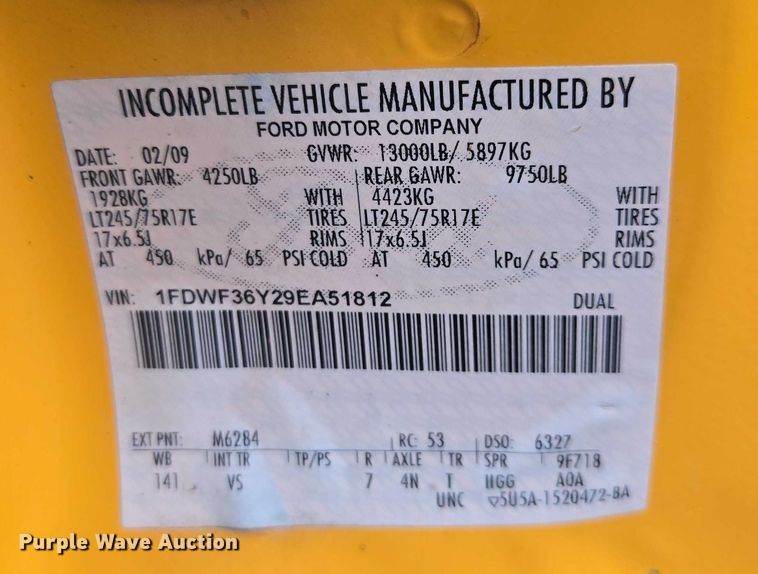 INCOMPLETE VEHICLE MANUFACTURED BY
FORD MOTOR COMPANY
DATE: 02/09 GVWR: 13000LB/ 5897KG
FRONT GAWR: 4250LB REAR GAWR: 9750LB
1928KG WITH 4423KG WITH
LT245/75R17E TIRES LT245/75R17E TIRES
17x6.5J RIMS 17x6.5J RIMS
AT 450 kPa/ 65 PSI COLD AT 450 kPa/ 65 PSI COLD
VIN: 1FDWF36Y29EA51812 DUAL
EXT PNT: M6284 RC: 53 DSO: 6327
WB INT TR TP/PS R AXLE TR SPR 9F718
141 VS 7 4N T IIGG A0A
UNC 5U5A-1520472-BA
Purple Wave Auction